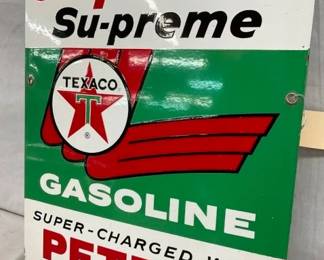 Su-preme
TEXACO
T
®
GASOLINE
SUPER-CHARGED